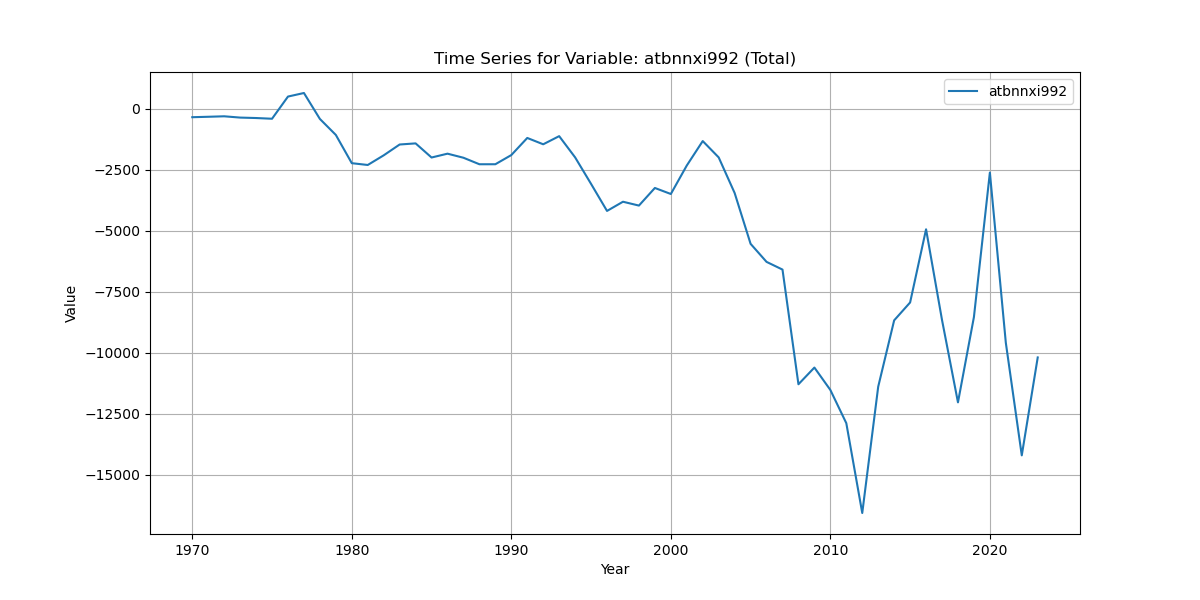 Time Series for Variable: atbnnxi992 (Total)
atbnnxi992
0
−2500
−5000
−7500
−10000
−12500
−15000
Value
1970 1980 1990 2000 2010 2020
Year